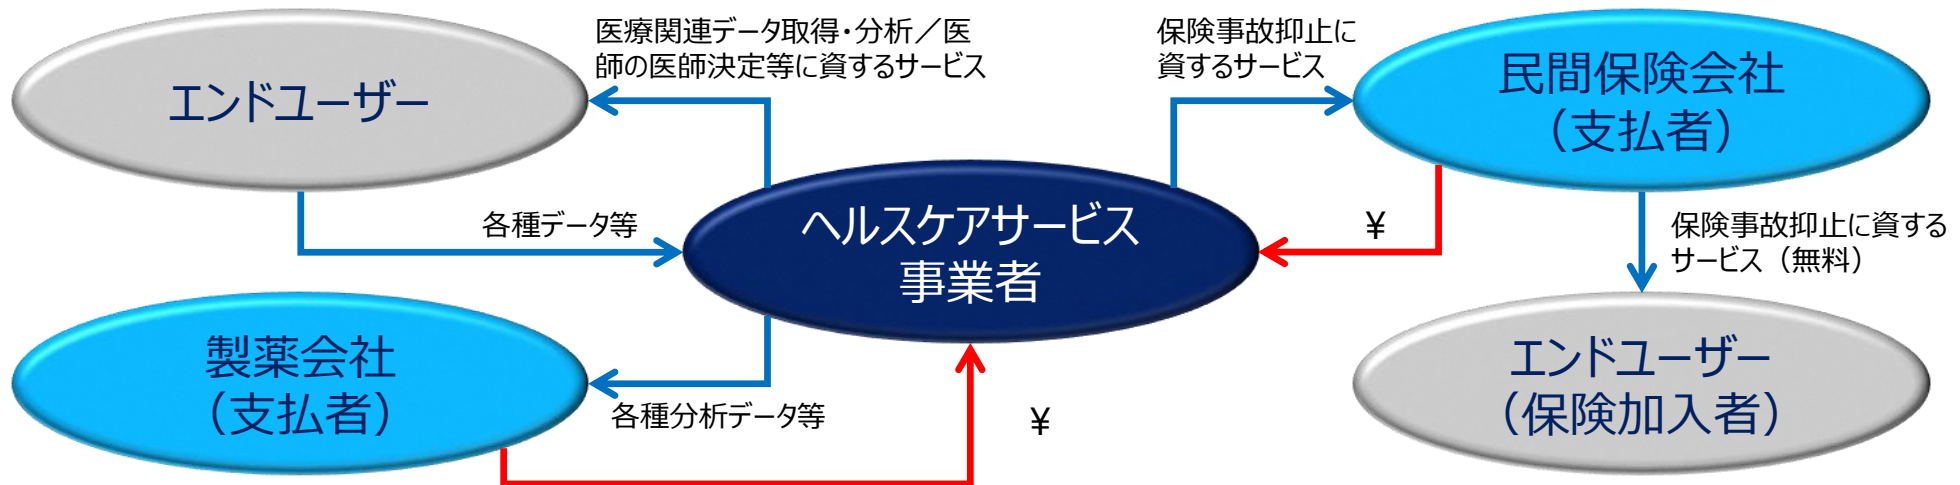 医療関連データ取得・分析／医
師の医師決定等に資するサービス
保険事故抑止に
資するサービス
エンドユーザー
民間保険会社
（支払者）
各種データ等
ヘルスケアサービス
事業者
¥
保険事故抑止に資する
サービス（無料）
製薬会社
（支払者）
各種分析データ等
¥
エンドユーザー
（保険加入者）